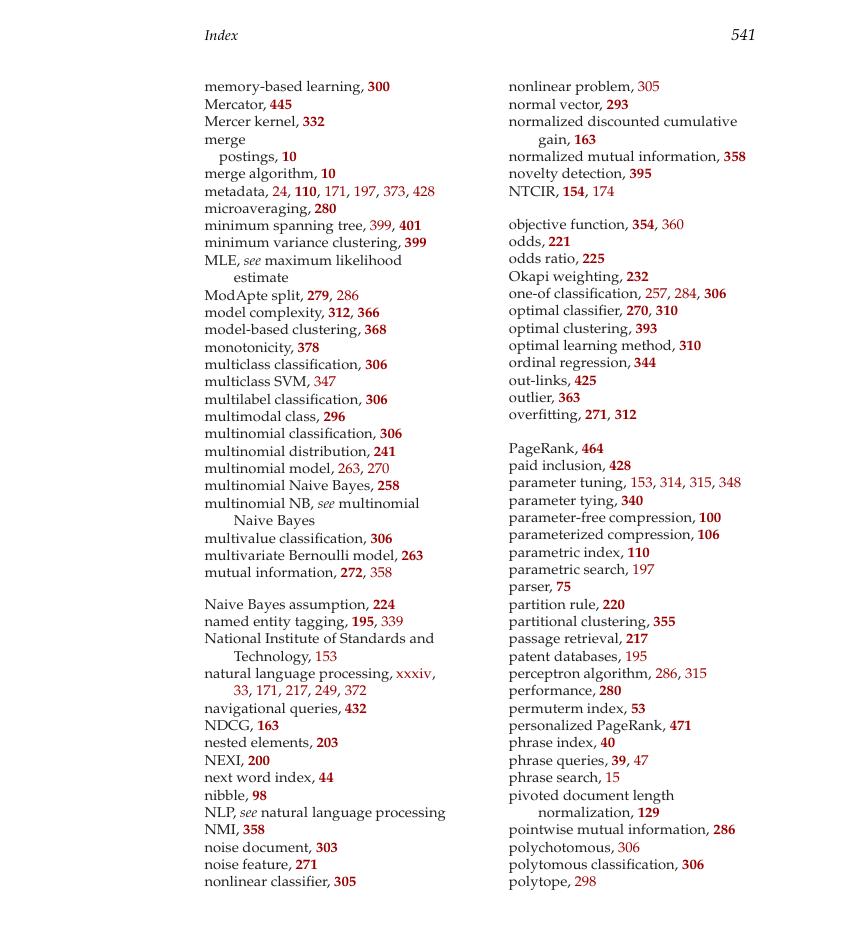 Index 541
memory-based learning, 300
Mercator, 445
Mercer kernel, 332
merge
postings, 10
merge algorithm, 10
metadata, 24, 110, 171, 197, 373, 428
microaveraging, 280
minimum spanning tree, 399, 401
minimum variance clustering, 399
MLE, see maximum likelihood
estimate
ModApte split, 279, 286
model complexity, 312, 366
model-based clustering, 368
monotonicity, 378
multiclass classification, 306
multiclass SVM, 347
multilabel classification, 306
multimodal class, 296
multinomial classification, 306
multinomial distribution, 241
multinomial model, 263, 270
multinomial Naive Bayes, 258
multinomial NB, see multinomial
Naive Bayes
multivalue classification, 306
multivariate Bernoulli model, 263
mutual information, 272, 358
Naive Bayes assumption, 224
named entity tagging, 195, 339
National Institute of Standards and
Technology, 153
natural language processing, xxxiv,
33, 171, 217, 249, 372
navigational queries, 432
NDCG, 163
nested elements, 203
NEXI, 200
next word index, 44
nibble, 98
NLP, see natural language processing
NMI, 358
noise document, 303
noise feature, 271
nonlinear classifier, 305
nonlinear problem, 305
normal vector, 293
normalized discounted cumulative
gain, 163
normalized mutual information, 358
novelty detection, 395
NTCIR, 154, 174
objective function, 354, 360
odds, 221
odds ratio, 225
Okapi weighting, 232
one-of classification, 257, 284, 306
optimal classifier, 270, 310
optimal clustering, 393
optimal learning method, 310
ordinal regression, 344
out-links, 425
outlier, 363
overfitting, 271, 312
PageRank, 464
paid inclusion, 428
parameter tuning, 153, 314, 315, 348
parameter tying, 340
parameter-free compression, 100
parameterized compression, 106
parametric index, 110
parametric search, 197
parser, 75
partition rule, 220
partitional clustering, 355
passage retrieval, 217
patent databases, 195
perceptron algorithm, 286, 315
performance, 280
permuterm index, 53
personalized PageRank, 471
phrase index, 40
phrase queries, 39, 47
phrase search, 15
pivoted document length
normalization, 129
pointwise mutual information, 286
polychotomous, 306
polytomous classification, 306
polytope, 298